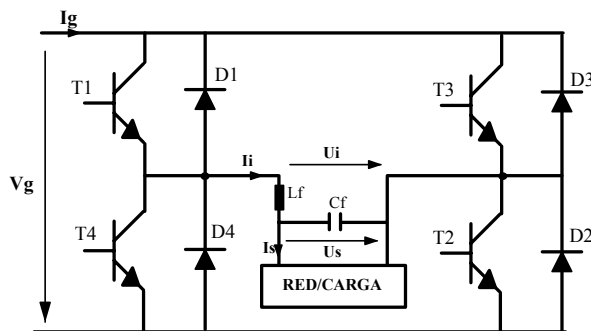 Ig
T1
D1
T3
D3
Ii
Ui
Vg
Lf
Cf
T4
D4
Is
Us
T2
D2
RED/CARGA